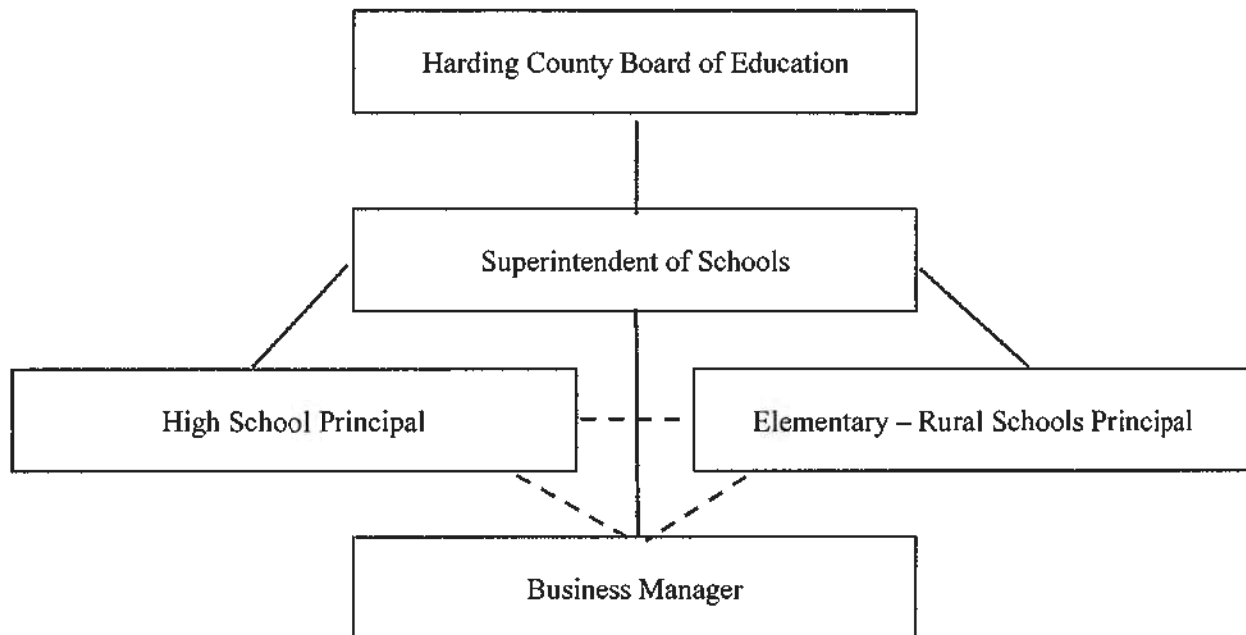 Harding County Board of Education
Superintendent of Schools
High School Principal
Elementary – Rural Schools Principal
Business Manager